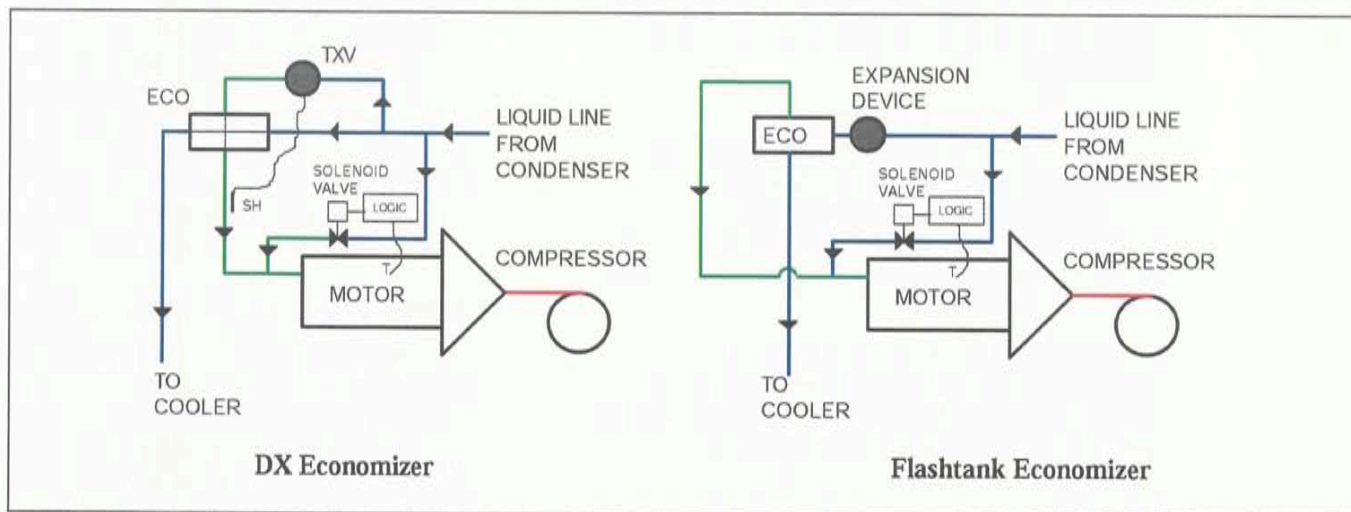 TXV
ECO
LIQUID LINE
FROM
CONDENSER
SOLENOID
VALVE
LOGIC
SH
T
MOTOR
COMPRESSOR
TO
COOLER
DX Economizer
EXPANSION
DEVICE
ECO
LIQUID LINE
FROM
CONDENSER
SOLENOID
VALVE
LOGIC
T
MOTOR
COMPRESSOR
TO
COOLER
Flashtank Economizer